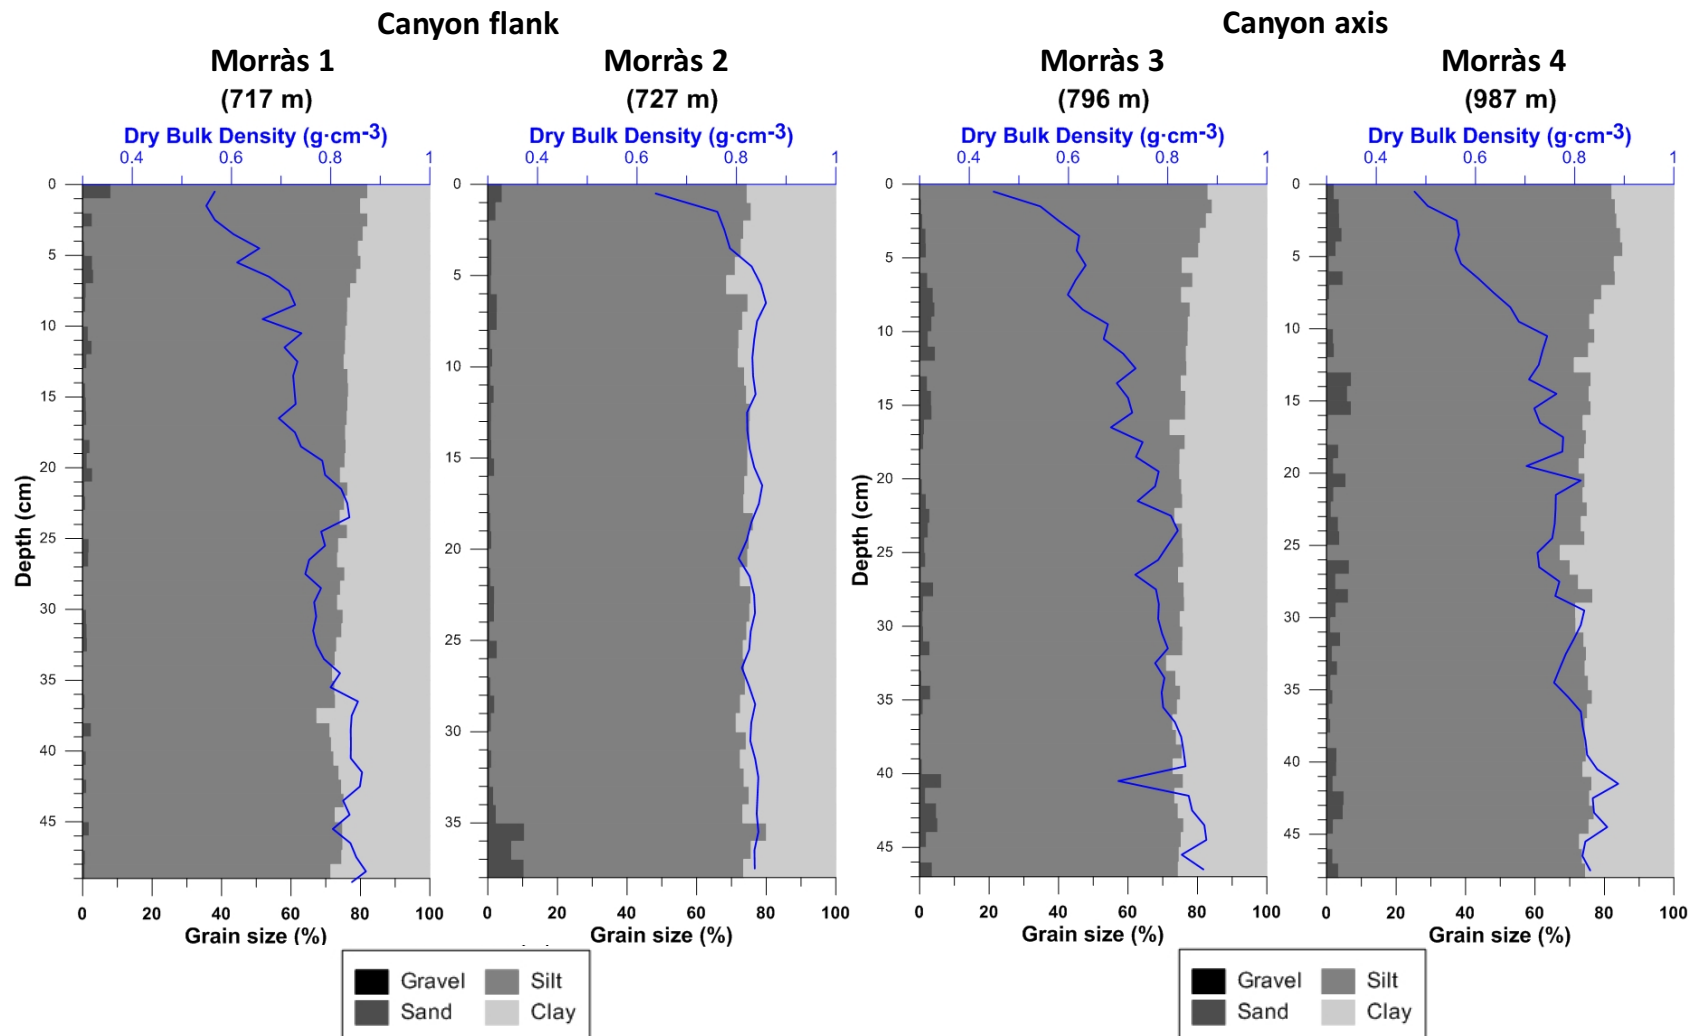 Canyon flank
Canyon axis
Morràs 1
Morràs 2
Morràs 3
Morràs 4
(717 m)
(727 m)
(796 m)
(987 m)
Dry Bulk Density (g·cm-3)
Dry Bulk Density (g·cm-3)
Dry Bulk Density (g·cm-3)
Dry Bulk Density (g·cm-3)
0.4 0.6 0.8 1
0.4 0.6 0.8 1
0.4 0.6 0.8 1
0.4 0.6 0.8 1
Depth (cm)
0
5
10
15
20
25
30
35
40
45
0
5
10
15
20
25
30
35
Depth (cm)
0
5
10
15
20
25
30
35
40
45
0
5
10
15
20
25
30
35
40
45
0 20 40 60 80 100
0 20 40 60 80 100
0 20 40 60 80 100
0 20 40 60 80 100
Grain size (%)
Grain size (%)
Grain size (%)
Grain size (%)
Gravel Silt
Sand Clay
Gravel Silt
Sand Clay